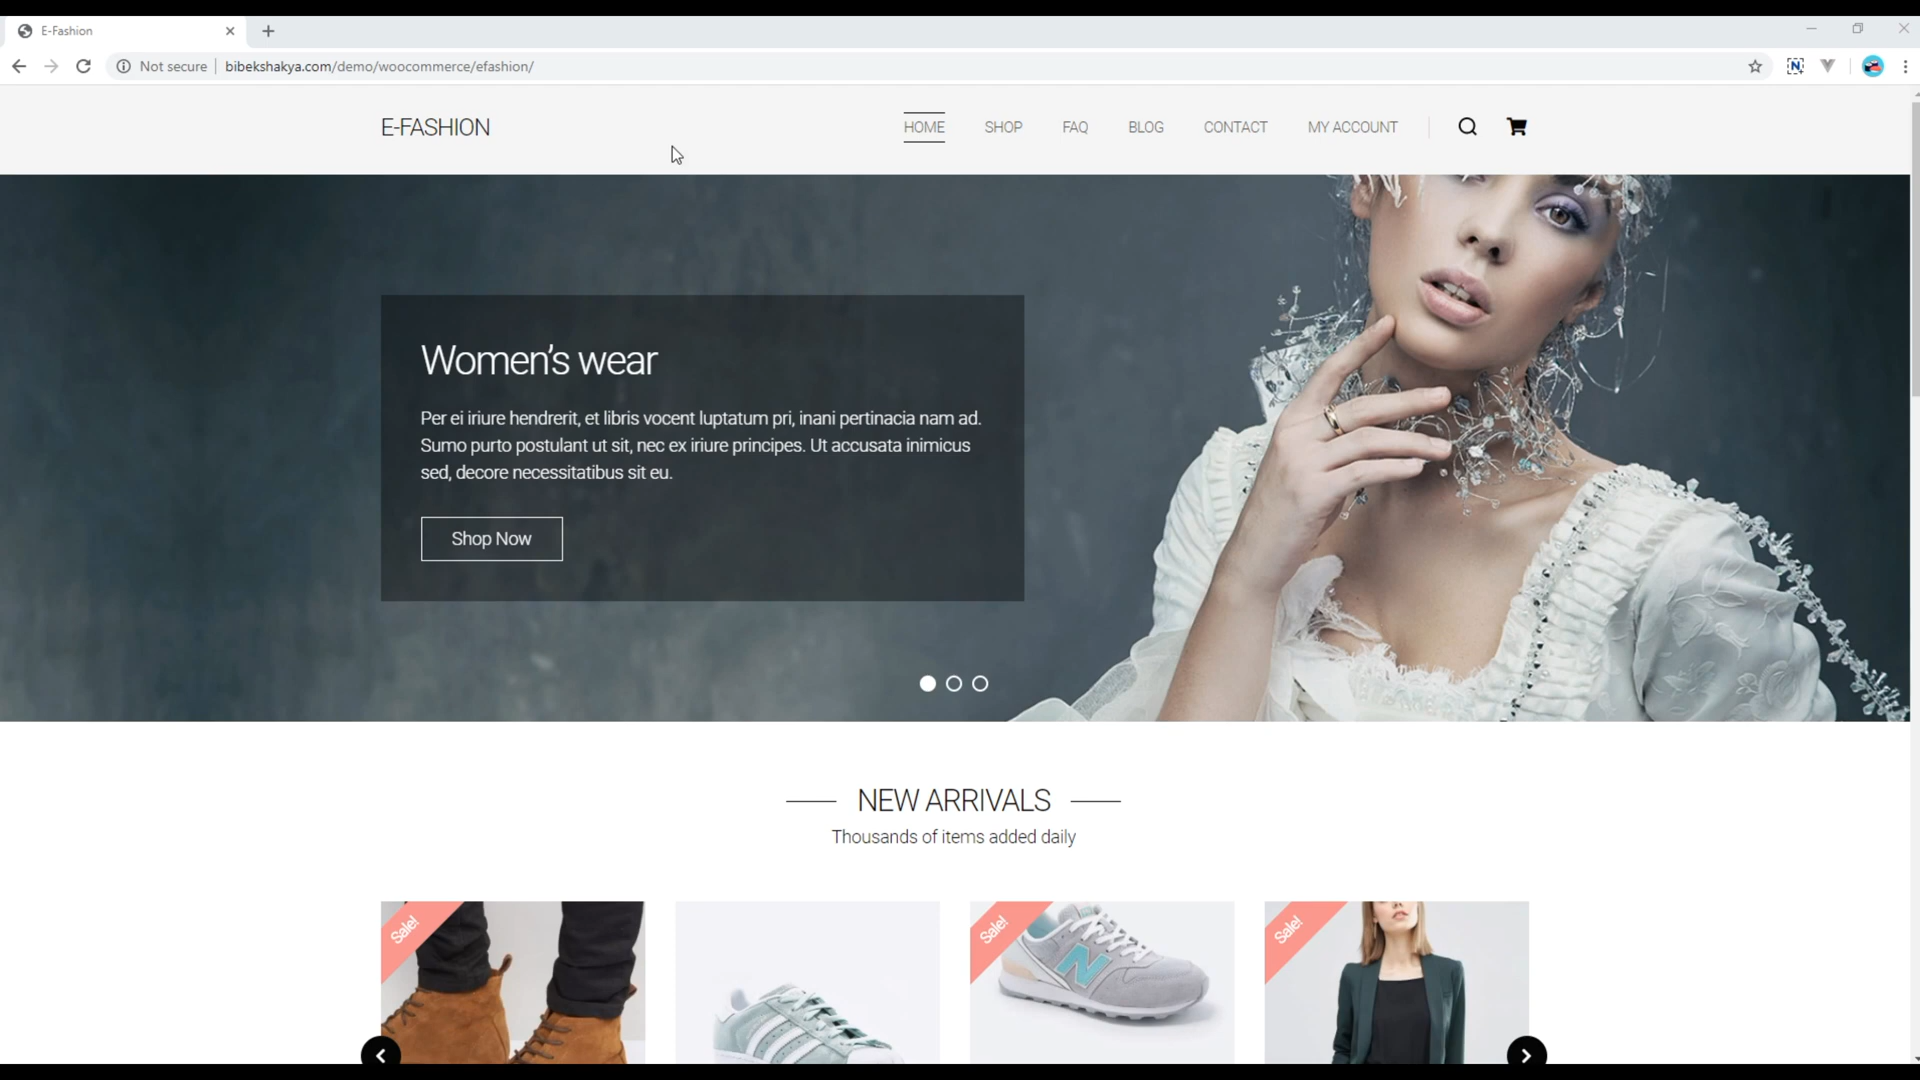 E-Fashion
Not secure
bibekshakya.com/demo/woocommerce/efashion/
E-FASHION
HOME
SHOP
FAQ
BLOG
CONTACT
MY ACCOUNT
Women's wear
Per ei iriure hendrerit, et libris vocent luptatum pri, inani pertinacia nam ad.
Sumo purto postulant ut sit, nec ex iriure principes. Ut accusata inimicus
sed, decore necessitatibus sit eu.
Shop Now
NEW ARRIVALS
Thousands of items added daily
Sale!
Sale!
N
Sale!